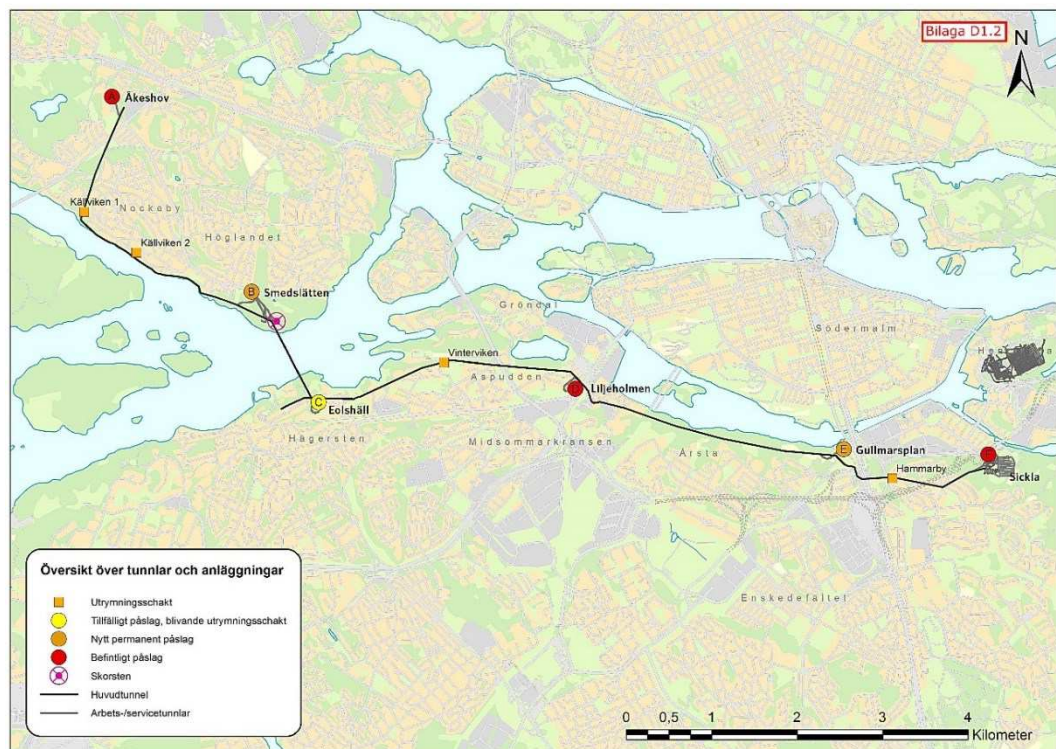 Bilaga D1.2
N
A
Åkeshov
Källviken 1
Nockeby
Källviken 2
Höglandet
B
Smedslätten
Gröndal
Södermalm
Vinterviken
Aspudden
Liljeholmen
C
Eolshäll
Hägersten
Midsommarkransen
Årsta
E
Gullmarsplan
Hammarby
Sickla
Enskedefältet
Översikt över tunnlar och anläggningar
Utrymningsschakt
Tillfälligt påslag, blivande utrymningsschakt
Nytt permanent påslag
Befintligt påslag
Skorsten
Huvudtunnel
Arbets-/servicetunnlar
0 0,5 1 2 3 4
Kilometer